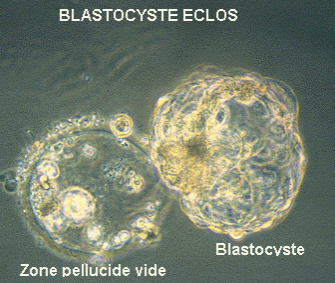 BLASTOCYSTE ECLOS
Blastocyste
Zone pellucide vide